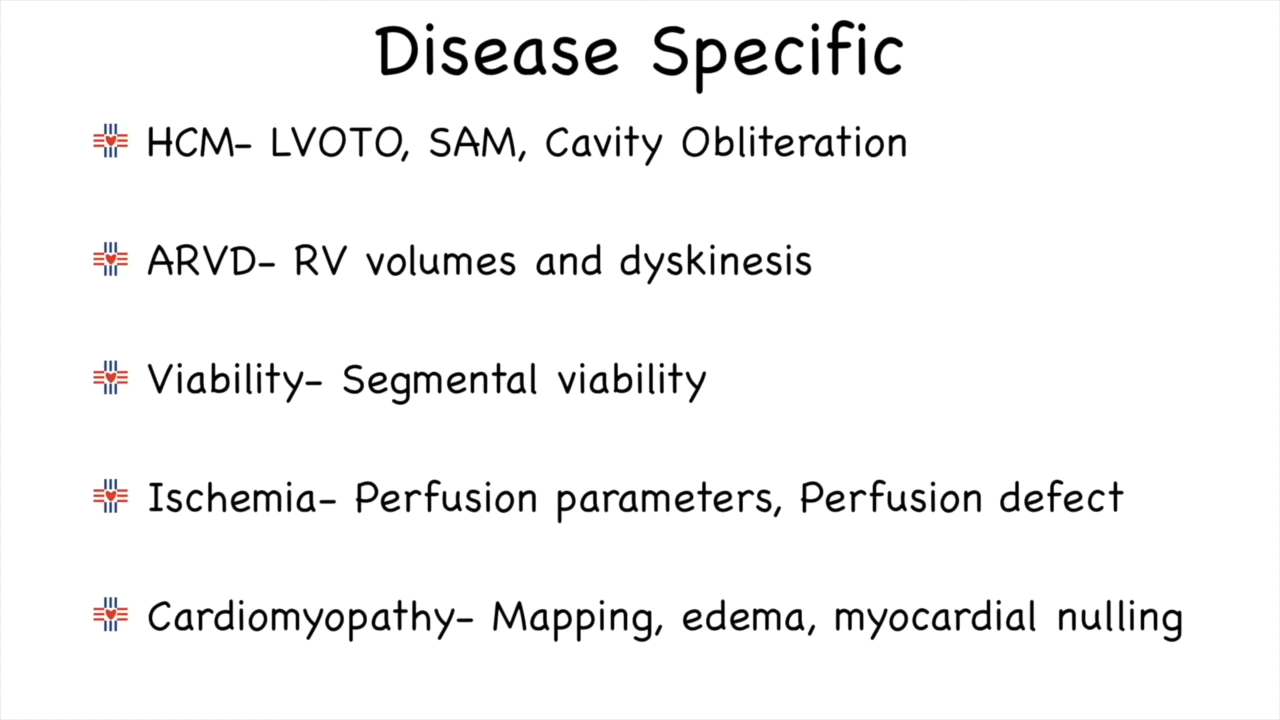 Disease Specific
HCM- LVOTO, SAM, Cavity Obliteration
ARVD- RV volumes and dyskinesis
Viability- Segmental viability
Ischemia- Perfusion parameters, Perfusion defect
Cardiomyopathy- Mapping, edema, myocardial nulling